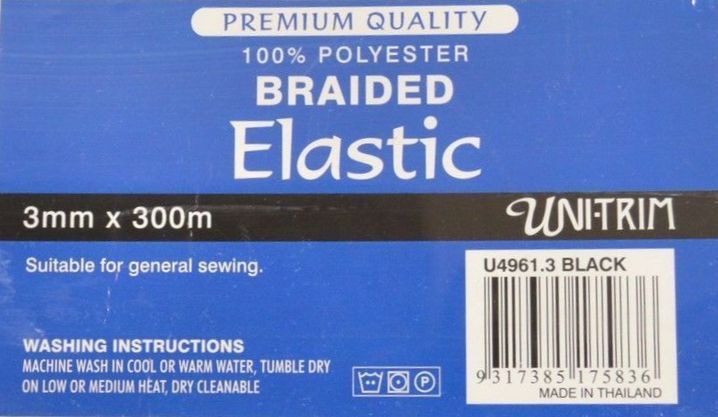 PREMIUM QUALITY
100% POLYESTER
BRAIDED
Elastic
3mm x 300m
UNI-TRIM
Suitable for general sewing.
U4961.3 BLACK
WASHING INSTRUCTIONS
MACHINE WASH IN COOL OR WARM WATER, TUMBLE DRY
ON LOW OR MEDIUM HEAT, DRY CLEANABLE
P
9 317385 175836
MADE IN THAILAND